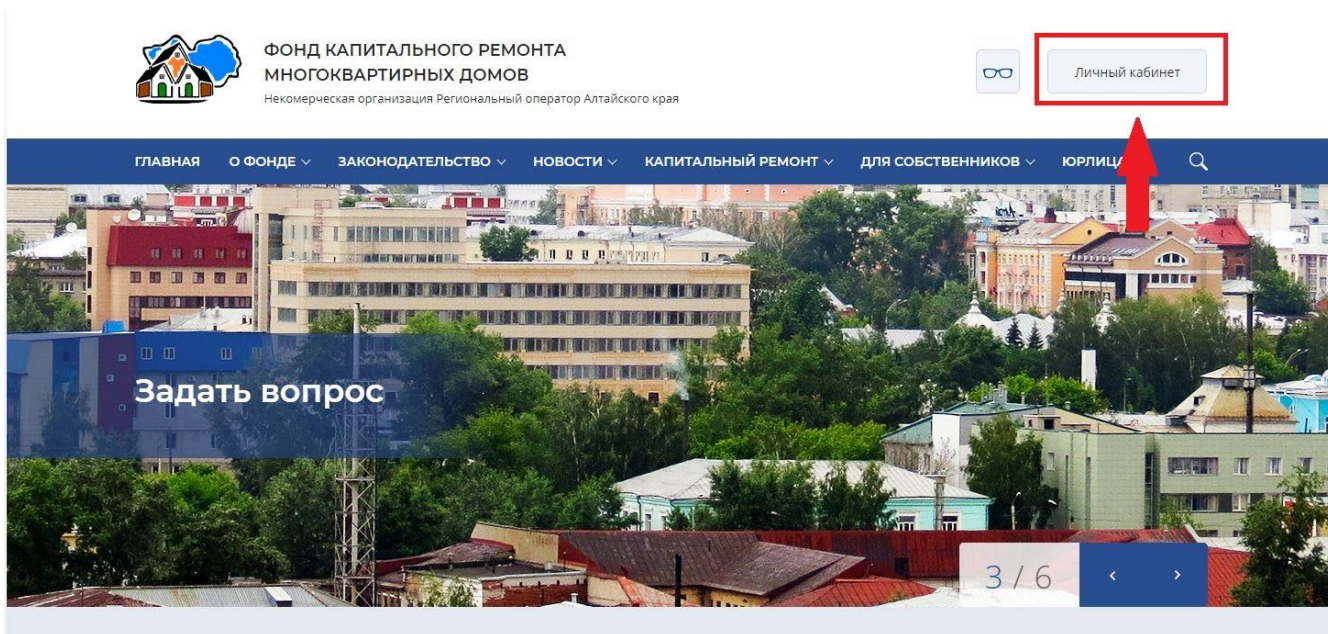 ФОНД КАПИТАЛЬНОГО РЕМОНТА
МНОГОКВАРТИРНЫХ ДОМОВ
Некомерческая организация Региональный оператор Алтайского края
Личный кабинет
ГЛАВНАЯ О ФОНДЕ ЗАКОНОДАТЕЛЬСТВО НОВОСТИ КАПИТАЛЬНЫЙ РЕМОНТ ДЛЯ СОБСТВЕННИКОВ ЮРЛИЦА
Задать вопрос
3 / 6